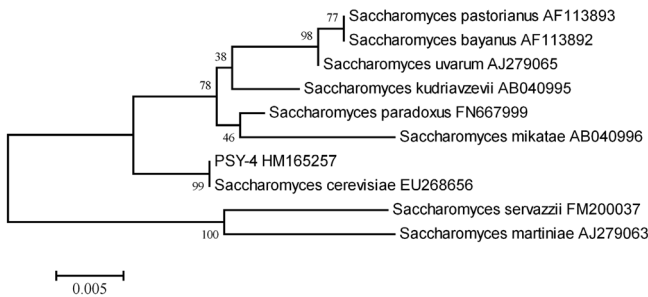 77 Saccharomyces pastorianus AF113893
Saccharomyces bayanus AF113892
98
Saccharomyces uvarum AJ279065
38
Saccharomyces kudriavzevii AB040995
78
Saccharomyces paradoxus FN667999
46 Saccharomyces mikatae AB040996
PSY-4 HM165257
99 Saccharomyces cerevisiae EU268656
Saccharomyces servazzii FM200037
100 Saccharomyces martiniae AJ279063
0.005